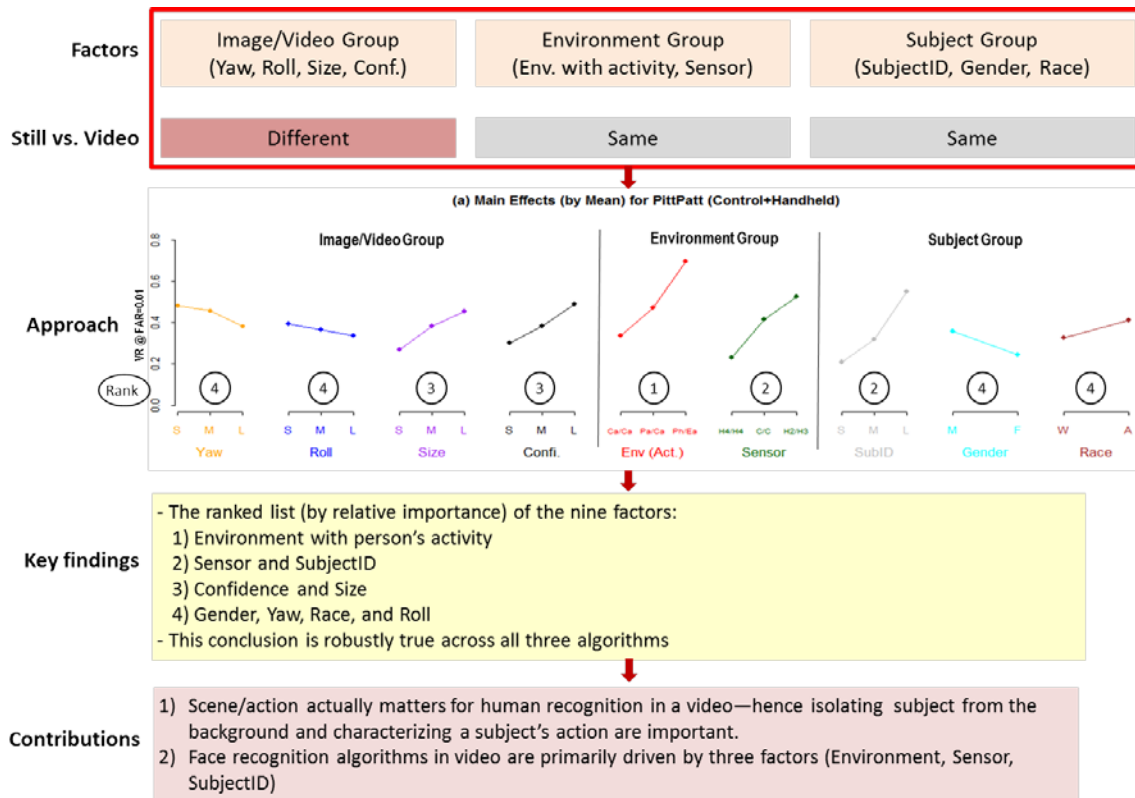 Factors
Image/Video Group
(Yaw, Roll, Size, Conf.)
Environment Group
(Env. with activity, Sensor)
Subject Group
(SubjectID, Gender, Race)
Still vs. Video
Different
Same
Same
(a) Main Effects (by Mean) for PittPatt (Control+Handheld)
Image/Video Group
Environment Group
Subject Group
Approach
VR @ FAR=0.01
0.8
0.6
0.4
0.2
0.0
Rank
4
4
3
3
1
2
2
4
4
S M L
S M L
S M L
S M L
Ca/Ca Pa/Ca Ph/Ea
H4/H4 C/C H2/H3
S M L
M F
W A
Yaw
Roll
Size
Confi.
Env (Act.)
Sensor
SubID
Gender
Race
Key findings
- The ranked list (by relative importance) of the nine factors:
1) Environment with person's activity
2) Sensor and SubjectID
3) Confidence and Size
4) Gender, Yaw, Race, and Roll
- This conclusion is robustly true across all three algorithms
Contributions
1) Scene/action actually matters for human recognition in a video—hence isolating subject from the
background and characterizing a subject's action are important.
2) Face recognition algorithms in video are primarily driven by three factors (Environment, Sensor,
SubjectID)